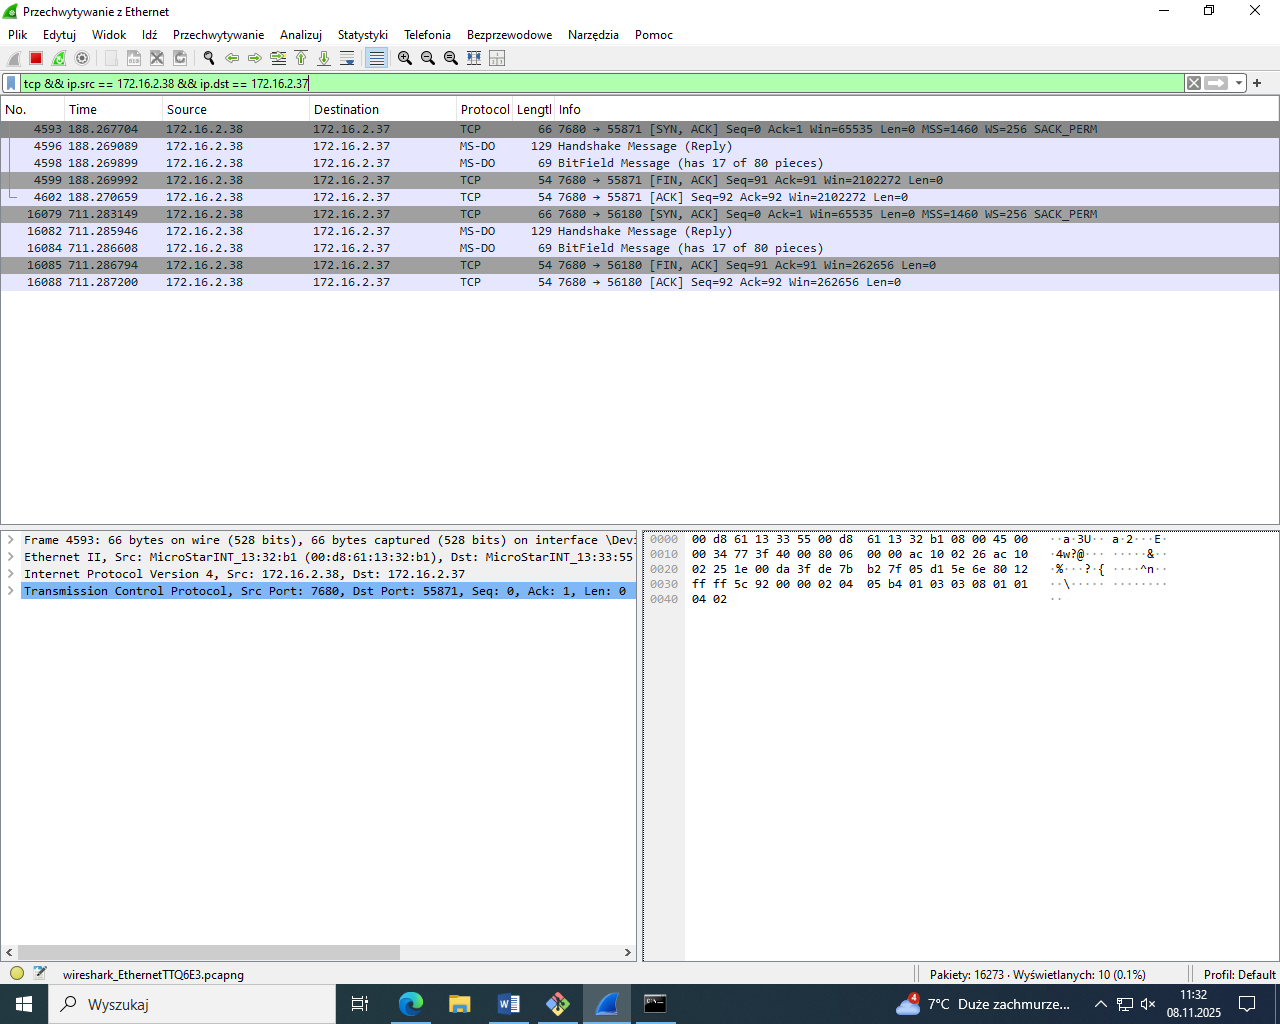 Przechwytywanie z Ethernet
Plik Edytuj Widok Idź Przechwytywanie Analizuj Statystyki Telefonia Bezprzewodowe Narzędzia Pomoc
tcp && ip.src == 172.16.2.38 && ip.dst == 172.16.2.37
No. Time Source Destination Protocol Lengtl Info
4593 188.267704 172.16.2.38 172.16.2.37 TCP 66 7680 → 55871 [SYN, ACK] Seq=0 Ack=1 Win=65535 Len=0 MSS=1460 WS=256 SACK_PERM
4596 188.269089 172.16.2.38 172.16.2.37 MS-DO 129 Handshake Message (Reply)
4598 188.269899 172.16.2.38 172.16.2.37 MS-DO 69 BitField Message (has 17 of 80 pieces)
4599 188.269992 172.16.2.38 172.16.2.37 TCP 54 7680 → 55871 [FIN, ACK] Seq=91 Ack=91 Win=2102272 Len=0
4602 188.270659 172.16.2.38 172.16.2.37 TCP 54 7680 → 55871 [ACK] Seq=92 Ack=92 Win=2102272 Len=0
16079 711.283149 172.16.2.38 172.16.2.37 TCP 66 7680 → 56180 [SYN, ACK] Seq=0 Ack=1 Win=65535 Len=0 MSS=1460 WS=256 SACK_PERM
16082 711.285946 172.16.2.38 172.16.2.37 MS-DO 129 Handshake Message (Reply)
16084 711.286608 172.16.2.38 172.16.2.37 MS-DO 69 BitField Message (has 17 of 80 pieces)
16085 711.286794 172.16.2.38 172.16.2.37 TCP 54 7680 → 56180 [FIN, ACK] Seq=91 Ack=91 Win=262656 Len=0
16088 711.287200 172.16.2.38 172.16.2.37 TCP 54 7680 → 56180 [ACK] Seq=92 Ack=92 Win=262656 Len=0
Frame 4593: 66 bytes on wire (528 bits), 66 bytes captured (528 bits) on interface \Devi
Ethernet II, Src: MicroStarINT_13:32:b1 (00:d8:61:13:32:b1), Dst: MicroStarINT_13:33:55
Internet Protocol Version 4, Src: 172.16.2.38, Dst: 172.16.2.37
Transmission Control Protocol, Src Port: 7680, Dst Port: 55871, Seq: 0, Ack: 1, Len: 0
0000 00 d8 61 13 33 55 00 d8 61 13 32 b1 08 00 45 00 ··a·3U·· a·2···E·
0010 00 34 77 3f 40 00 80 06 00 00 ac 10 02 26 ac 10 ·4w?@··· ·····&··
0020 02 25 1e 00 da 3f de 7b b2 7f 05 d1 5e 6e 80 12 ·%···?·{ ····^n··
0030 ff ff 5c 92 00 00 02 04 05 b4 01 03 03 08 01 01 ··\····· ········
0040 04 02 ··
wireshark_EthernetTTQ6E3.pcapng Pakiety: 16273 · Wyświetlanych: 10 (0.1%) Profil: Default
Wyszukaj 4 7°C Duże zachmurze... 11:32
08.11.2025